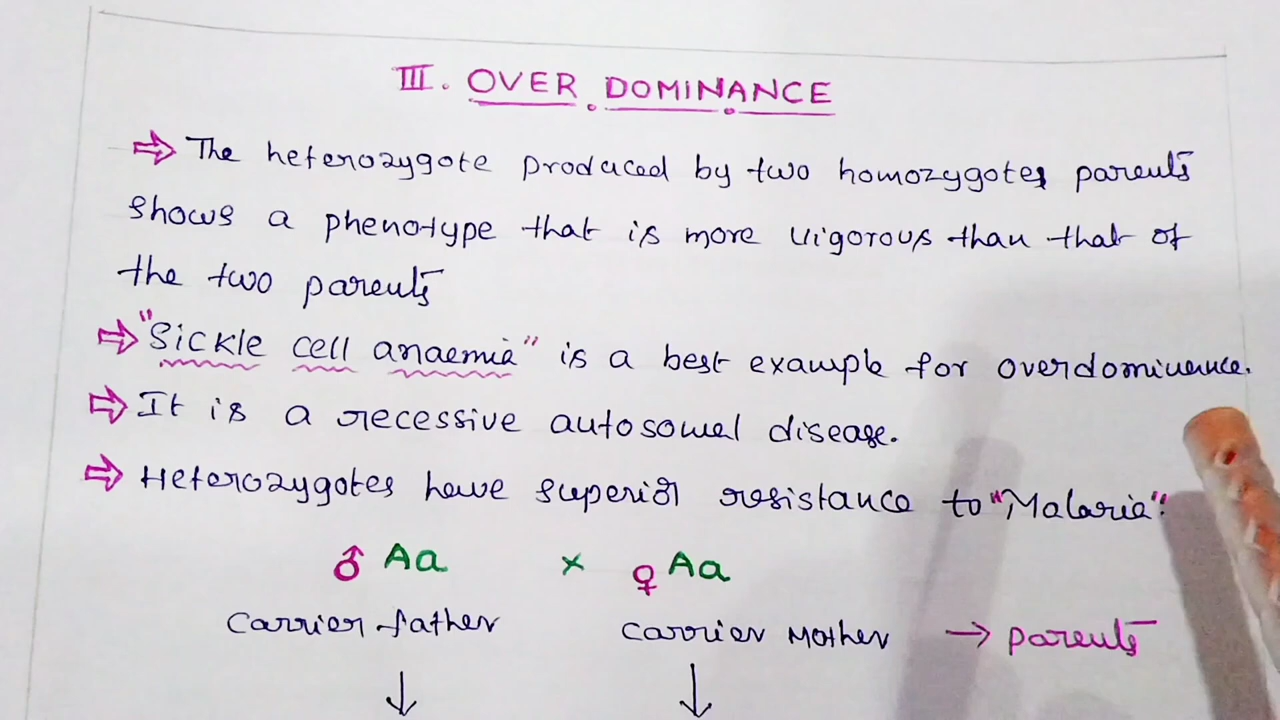 III. OVER DOMINANCE
⇒ The heterozygote produced by two homozygotes parents
shows a phenotype that is more vigorous than that of
the two parents
⇒ "Sickle cell anaemia" is a best example for overdominence.
⇒ It is a recessive autosomal disease.
⇒ Heterozygotes have superior resistance to "Malaria".
♂ Aa × ♀ Aa
Carrier father Carrier Mother → parents
↓ ↓